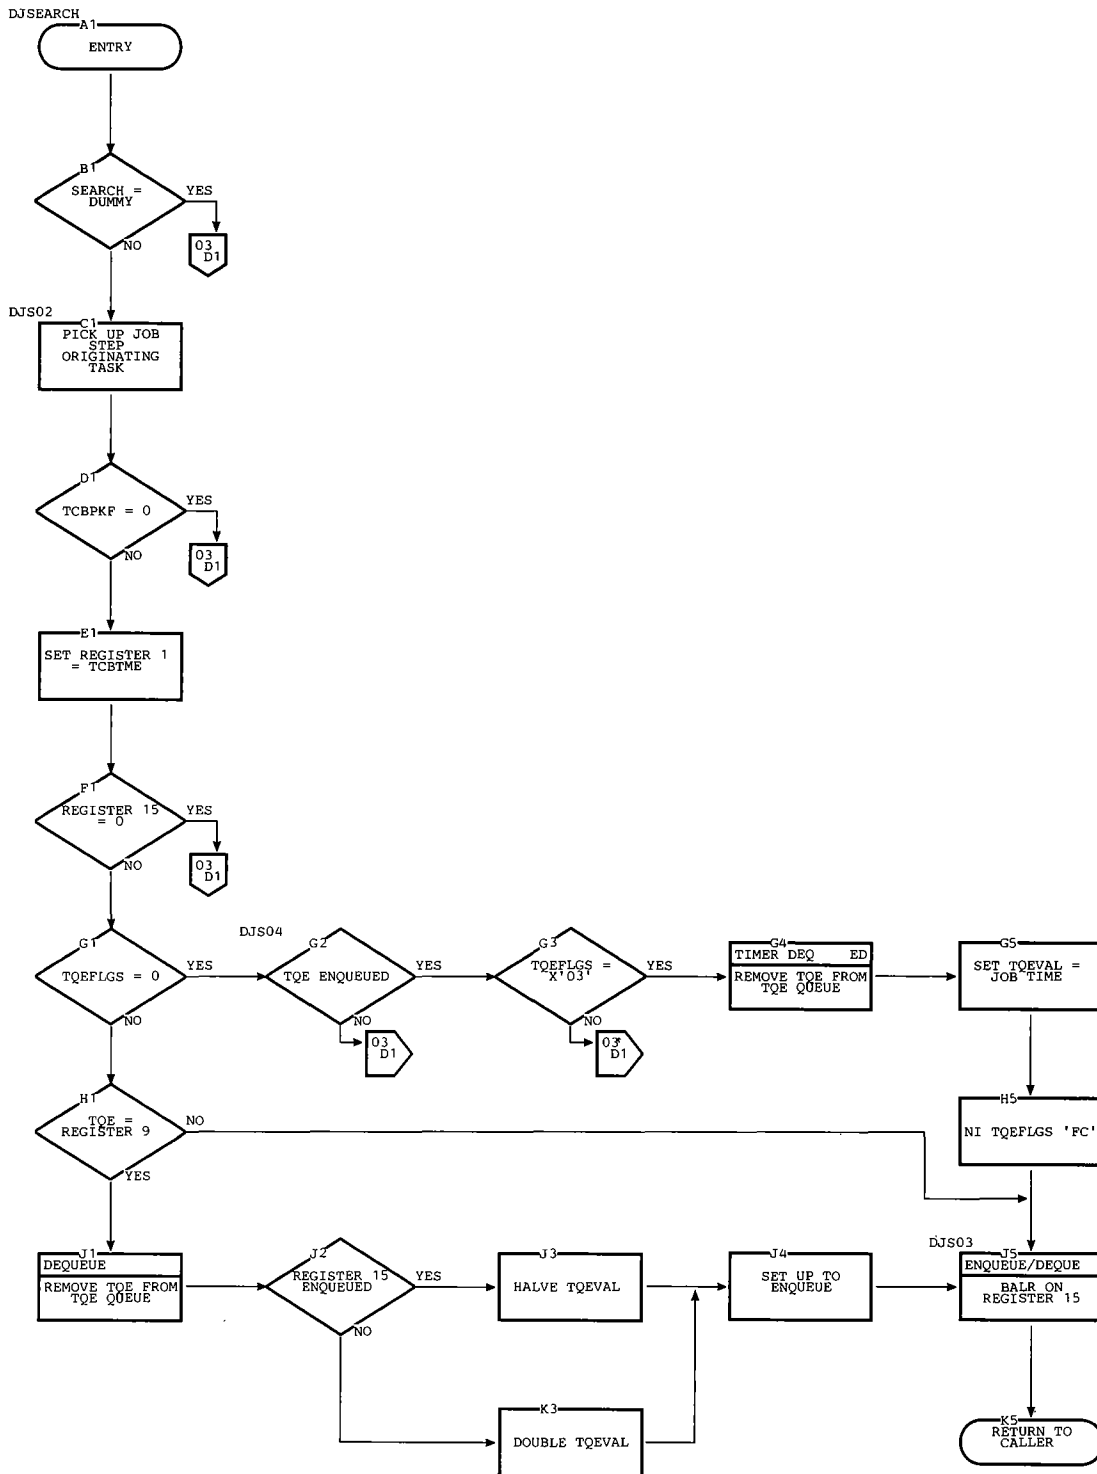 DJSEARCH
A1
ENTRY
B1
SEARCH =
DUMMY
YES
NO
03
D1
DJS02
C1
PICK UP JOB
STEP
ORIGINATING
TASK
D1
TCBPKF = 0
YES
NO
03
D1
E1
SET REGISTER 1
= TCBTME
F1
REGISTER 15
= 0
YES
NO
03
D1
G1
TQEFLGS = 0
YES
NO
DJS04
G2
TQE ENQUEUED
YES
NO
03
D1
G3
TQEFLGS =
X'03'
YES
NO
03
D1
G4
TIMER DEQ ED
REMOVE TQE FROM
TQE QUEUE
G5
SET TQEVAL =
JOB TIME
H1
TQE =
REGISTER 9
NO
YES
H5
NI TQEFLGS 'FC'
J1
DEQUEUE
REMOVE TQE FROM
TQE QUEUE
J2
REGISTER 15
ENQUEUED
YES
NO
J3
HALVE TQEVAL
J4
SET UP TO
ENQUEUE
DJS03
J5
ENQUEUE/DEQUE
BALR ON
REGISTER 15
K3
DOUBLE TQEVAL
K5
RETURN TO
CALLER